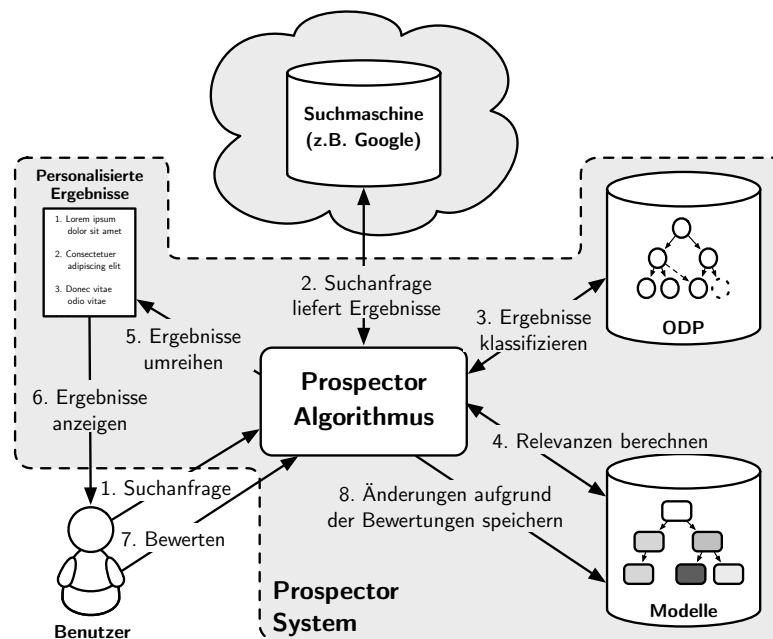 Suchmaschine
(z.B. Google)
Personalisierte
Ergebnisse
1. Lorem ipsum
dolor sit amet
2. Consectetuer
adipiscing elit
3. Donec vitae
odio vitae
2. Suchanfrage
liefert Ergebnisse
ODP
3. Ergebnisse
klassifizieren
5. Ergebnisse
umreihen
Prospector
Algorithmus
6. Ergebnisse
anzeigen
4. Relevanzen berechnen
1. Suchanfrage
8. Änderungen aufgrund
der Bewertungen speichern
7. Bewerten
Prospector
System
Modelle
Benutzer